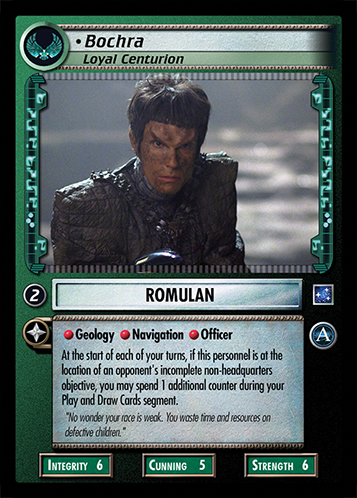 • Bochra
Loyal Centurion
2
ROMULAN
Geology Navigation Officer
A
At the start of each of your turns, if this personnel is at the
location of an opponent's incomplete non-headquarters
objective, you may spend 1 additional counter during your
Play and Draw Cards segment.
"No wonder your race is weak. You waste time and resources on
defective children."
INTEGRITY 6 CUNNING 5 STRENGTH 6